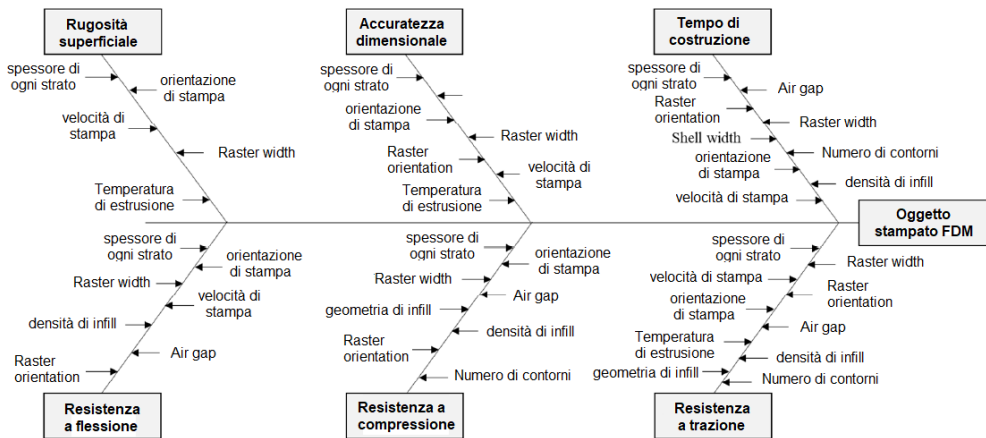 Rugosità
superficiale
spessore di
ogni strato
orientazione
di stampa
velocità di
stampa
Raster width
Temperatura
di estrusione
Accuratezza
dimensionale
spessore di
ogni strato
orientazione
di stampa
Raster width
Raster
orientation
velocità di
stampa
Temperatura
di estrusione
Tempo di
costruzione
spessore di
ogni strato
Air gap
Raster
orientation
Raster width
Shell width
Numero di contorni
orientazione
di stampa
densità di infill
velocità di stampa
Oggetto
stampato FDM
spessore di
ogni strato
orientazione
di stampa
Raster width
velocità di
stampa
densità di infill
Air gap
Raster
orientation
Resistenza
a flessione
spessore di
ogni strato
orientazione
di stampa
Raster width
Air gap
geometria di infill
densità di infill
Raster
orientation
Numero di contorni
Resistenza a
compressione
spessore di
ogni strato
Raster width
velocità di stampa
Raster
orientation
orientazione
di stampa
Air gap
Temperatura
di estrusione
densità di infill
geometria di infill
Numero di contorni
Resistenza
a trazione